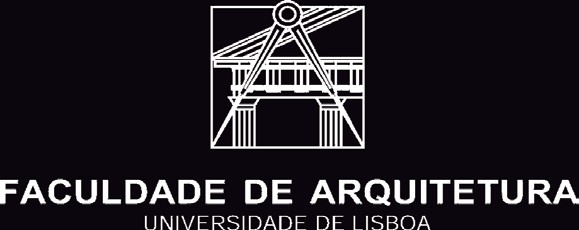 FACULDADE DE ARQUITETURA
UNIVERSIDADE DE LISBOA